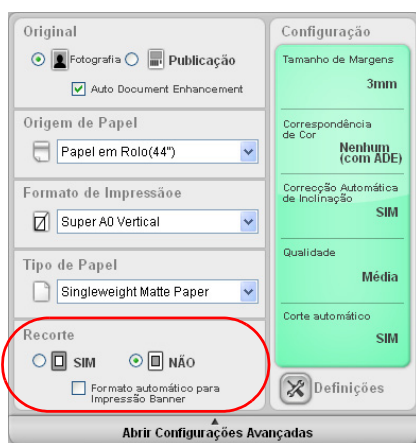 Original
Fotografia Publicação
Auto Document Enhancement
Origem de Papel
Papel em Rolo(44")
Formato de Impressãoe
Super A0 Vertical
Tipo de Papel
Singleweight Matte Paper
Recorte
SIM NÃO
Formato automático para
Impressão Banner
Configuração
Tamanho de Margens
3mm
Correspondência
de Cor
Nenhum
(com ADE)
Correcção Automática
de Inclinação
SIM
Qualidade
Média
Corte automático
SIM
Definições
Abrir Configurações Avançadas